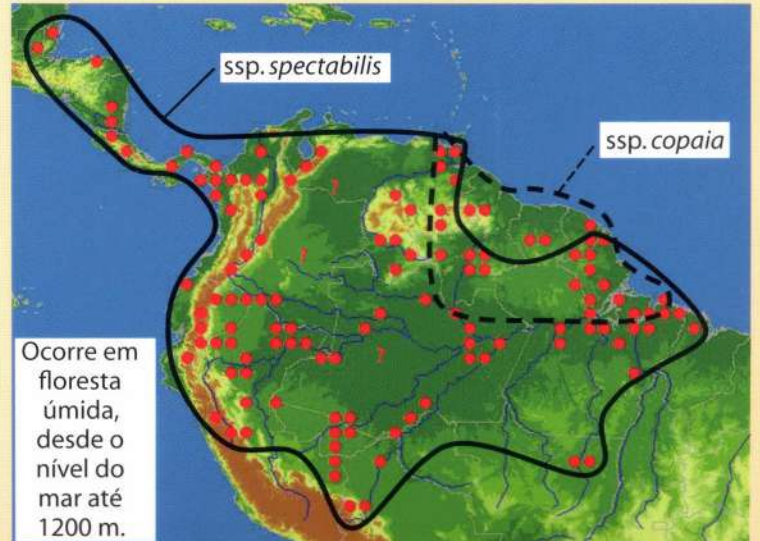 ssp. spectabilis
ssp. copaia
?
?
?
Ocorre em
floresta
úmida,
desde o
nível do
mar até
1200 m.